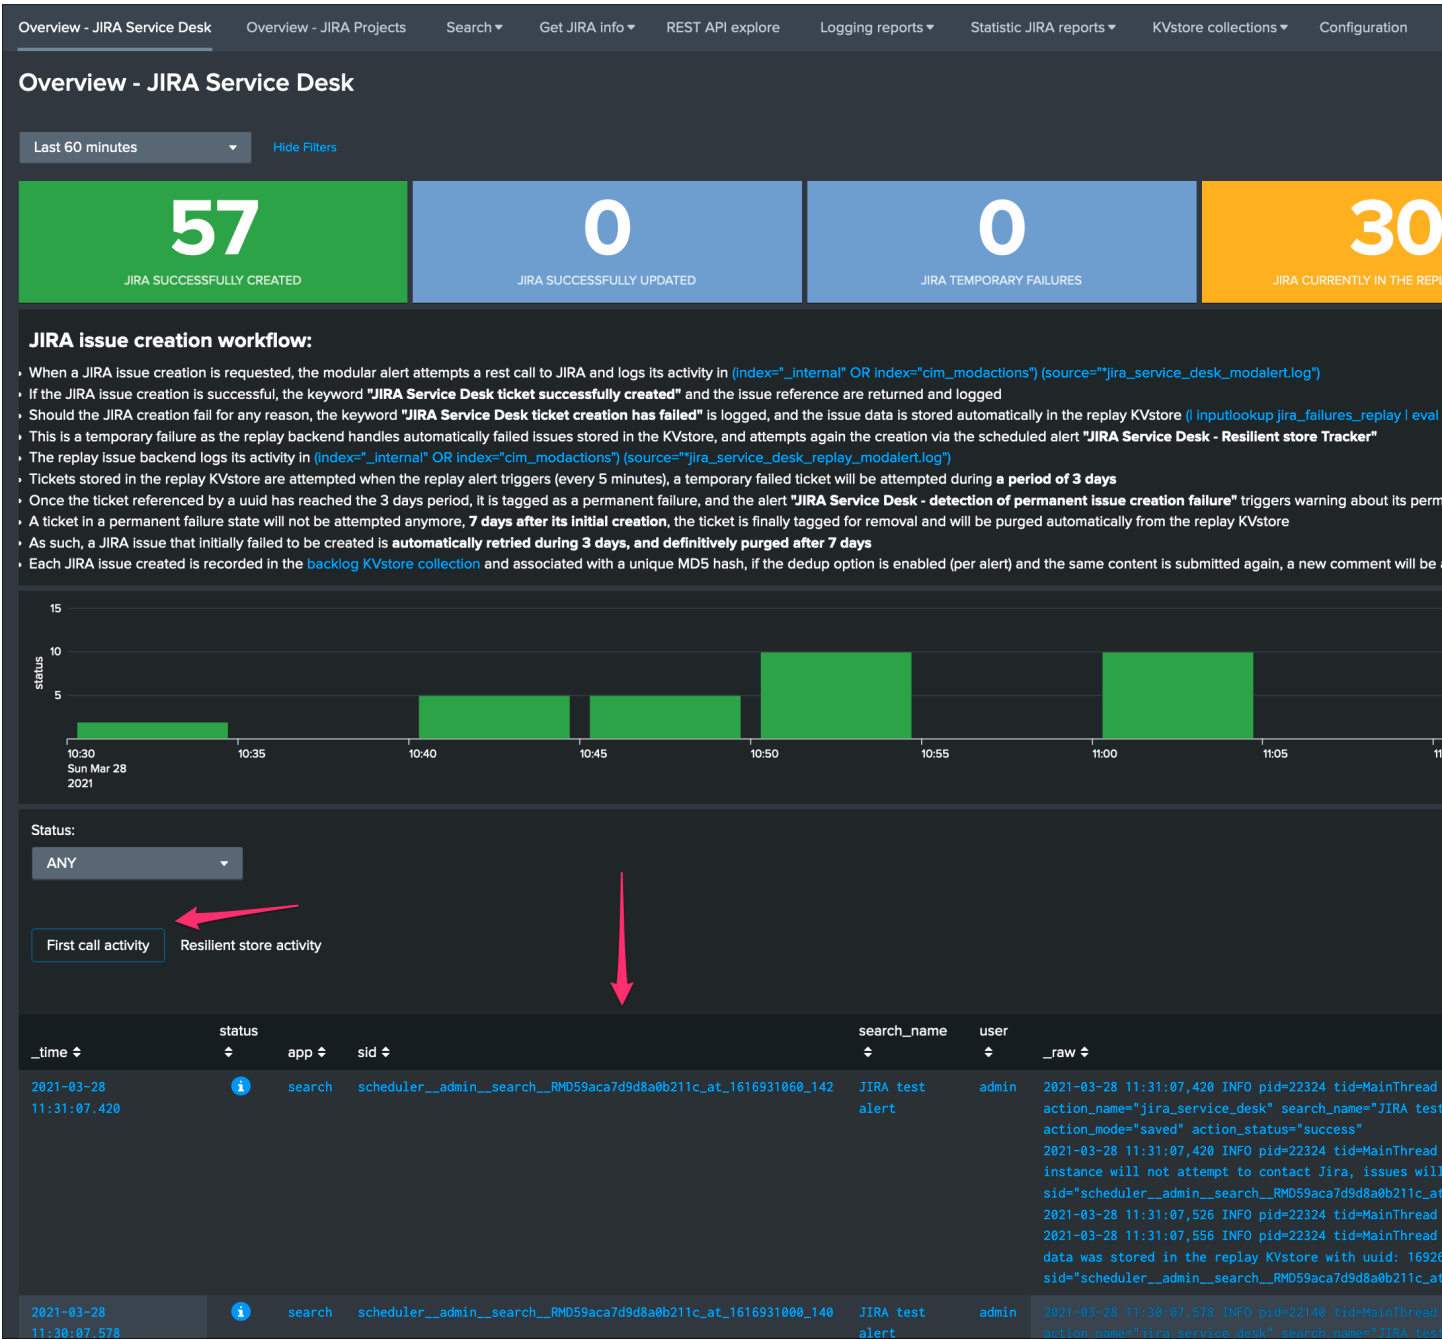 Overview - JIRA Service Desk Overview - JIRA Projects Search Get JIRA info REST API explore Logging reports Statistic JIRA reports KVstore collections Configuration
Overview - JIRA Service Desk
Last 60 minutes Hide Filters
57 0 0 30
JIRA SUCCESSFULLY CREATED JIRA SUCCESSFULLY UPDATED JIRA TEMPORARY FAILURES JIRA CURRENTLY IN THE REPL
JIRA issue creation workflow:
• When a JIRA issue creation is requested, the modular alert attempts a rest call to JIRA and logs its activity in (index="_internal" OR index="cim_modactions") (source="*jira_service_desk_modalert.log")
• If the JIRA issue creation is successful, the keyword "JIRA Service Desk ticket successfully created" and the issue reference are returned and logged
• Should the JIRA creation fail for any reason, the keyword "JIRA Service Desk ticket creation has failed" is logged, and the issue data is stored automatically in the replay KVstore (| inputlookup jira_failures_replay | eval
• This is a temporary failure as the replay backend handles automatically failed issues stored in the KVstore, and attempts again the creation via the scheduled alert "JIRA Service Desk - Resilient store Tracker"
• The replay issue backend logs its activity in (index="_internal" OR index="cim_modactions") (source="*jira_service_desk_replay_modalert.log")
• Tickets stored in the replay KVstore are attempted when the replay alert triggers (every 5 minutes), a temporary failed ticket will be attempted during a period of 3 days
• Once the ticket referenced by a uuid has reached the 3 days period, it is tagged as a permanent failure, and the alert "JIRA Service Desk - detection of permanent issue creation failure" triggers warning about its perm
• A ticket in a permanent failure state will not be attempted anymore, 7 days after its initial creation, the ticket is finally tagged for removal and will be purged automatically from the replay KVstore
• As such, a JIRA issue that initially failed to be created is automatically retried during 3 days, and definitively purged after 7 days
• Each JIRA issue created is recorded in the backlog KVstore collection and associated with a unique MD5 hash, if the dedup option is enabled (per alert) and the same content is submitted again, a new comment will be a
15
10
5
status
10:30 10:35 10:40 10:45 10:50 10:55 11:00 11:05 11
Sun Mar 28
2021
Status:
ANY
First call activity Resilient store activity
_time status app sid search_name user _raw
2021-03-28 search scheduler__admin__search__RMD59aca7d9d8a0b211c_at_1616931060_142 JIRA test admin 2021-03-28 11:31:07,420 INFO pid=22324 tid=MainThread
11:31:07.420 alert action_name="jira_service_desk" search_name="JIRA test
action_mode="saved" action_status="success"
2021-03-28 11:31:07,420 INFO pid=22324 tid=MainThread
instance will not attempt to contact Jira, issues will
sid="scheduler__admin__search__RMD59aca7d9d8a0b211c_at
2021-03-28 11:31:07,526 INFO pid=22324 tid=MainThread
2021-03-28 11:31:07,556 INFO pid=22324 tid=MainThread
data was stored in the replay KVstore with uuid: 16926
sid="scheduler__admin__search__RMD59aca7d9d8a0b211c_at
2021-03-28 search scheduler__admin__search__RMD59aca7d9d8a0b211c_at_1616931000_140 JIRA test admin 2021-03-28 11:30:07,578 INFO pid=22140 tid=MainThread
11:30:07.578 alert action_name="jira_service_desk" search_name="JIRA test